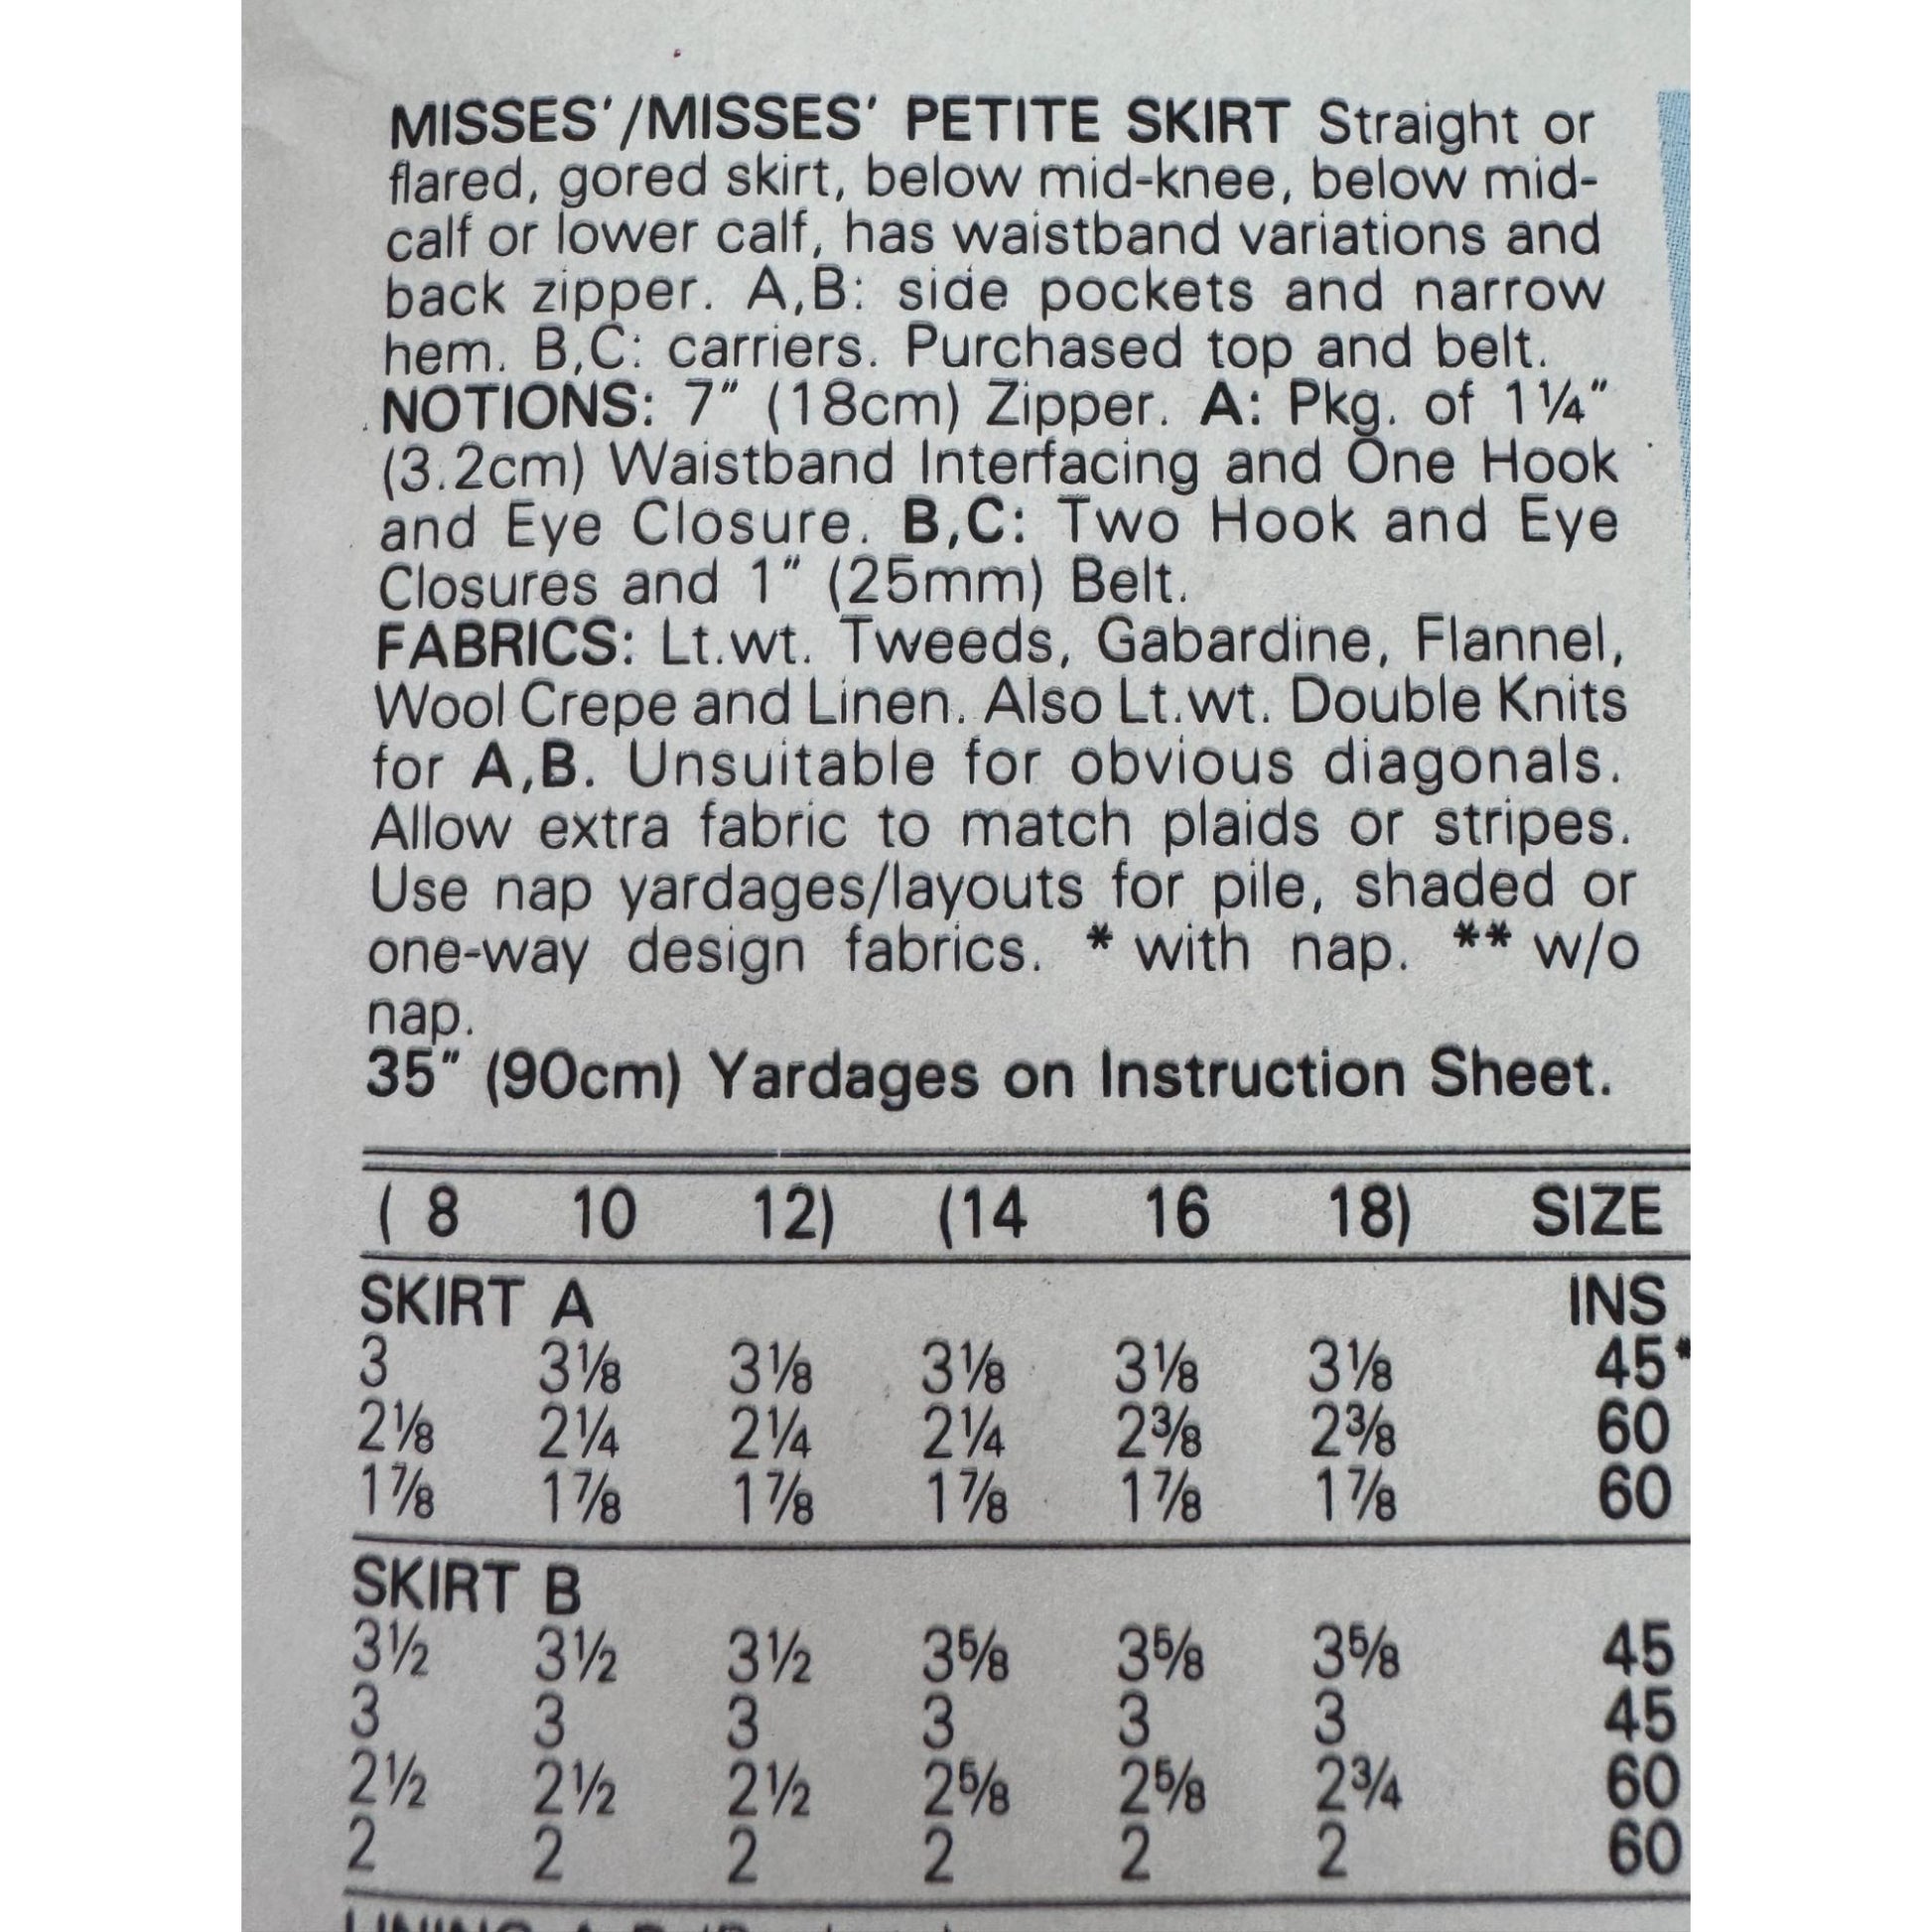 MISSES'/MISSES' PETITE SKIRT Straight or
flared, gored skirt, below mid-knee, below mid-
calf or lower calf, has waistband variations and
back zipper. A,B: side pockets and narrow
hem. B,C: carriers. Purchased top and belt.
NOTIONS: 7" (18cm) Zipper. A: Pkg. of 1¼"
(3.2cm) Waistband Interfacing and One Hook
and Eye Closure. B,C: Two Hook and Eye
Closures and 1" (25mm) Belt.
FABRICS: Lt.wt. Tweeds, Gabardine, Flannel,
Wool Crepe and Linen. Also Lt.wt. Double Knits
for A,B. Unsuitable for obvious diagonals.
Allow extra fabric to match plaids or stripes.
Use nap yardages/layouts for pile, shaded or
one-way design fabrics. * with nap. ** w/o
nap.
35" (90cm) Yardages on Instruction Sheet.
( 8 10 12) (14 16 18) SIZE
SKIRT A INS
3 3⅛ 3⅛ 3⅛ 3⅛ 3⅛ 45*
2⅛ 2¼ 2¼ 2¼ 2⅜ 2⅜ 60
1⅞ 1⅞ 1⅞ 1⅞ 1⅞ 1⅞ 60
SKIRT B
3½ 3½ 3½ 3⅝ 3⅝ 3⅝ 45
3 3 3 3 3 3 45
2½ 2½ 2½ 2⅝ 2⅝ 2¾ 60
2 2 2 2 2 2 60